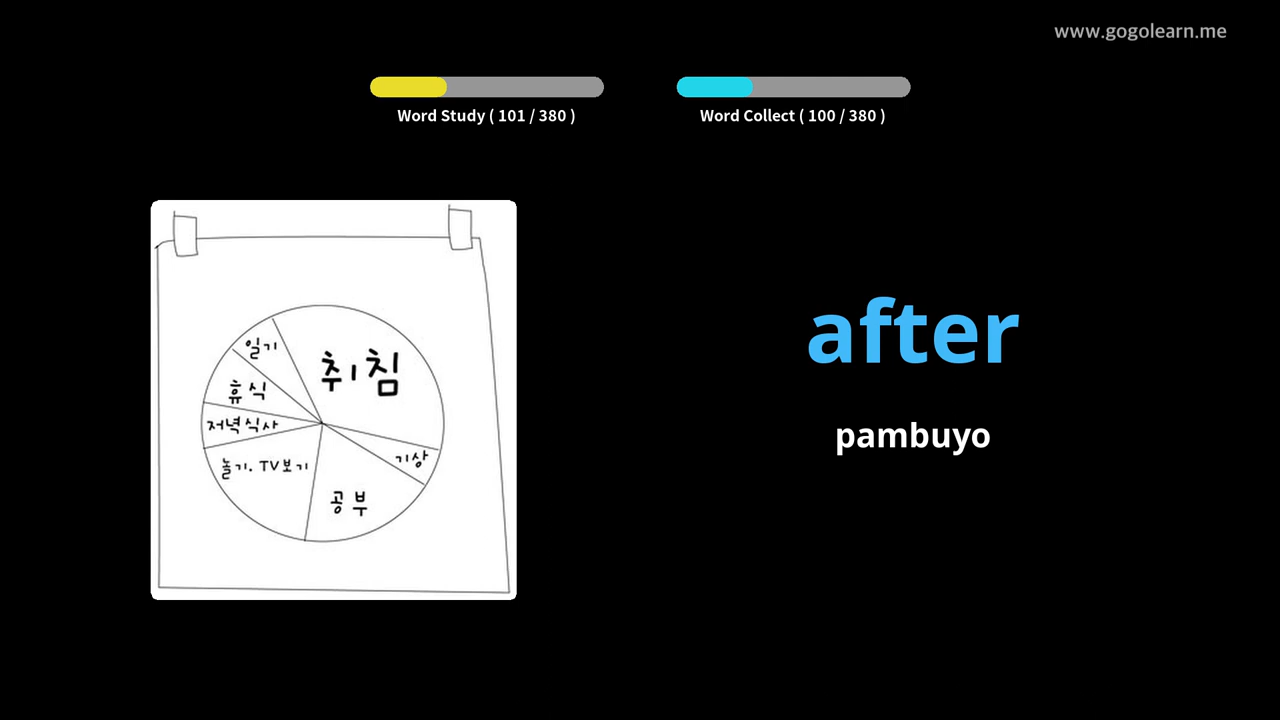 www.gogolearn.me
Word Study ( 101 / 380 )
Word Collect ( 100 / 380 )
일기
취침
휴식
저녁식사
놀기. TV보기
기상
공부
after
pambuyo